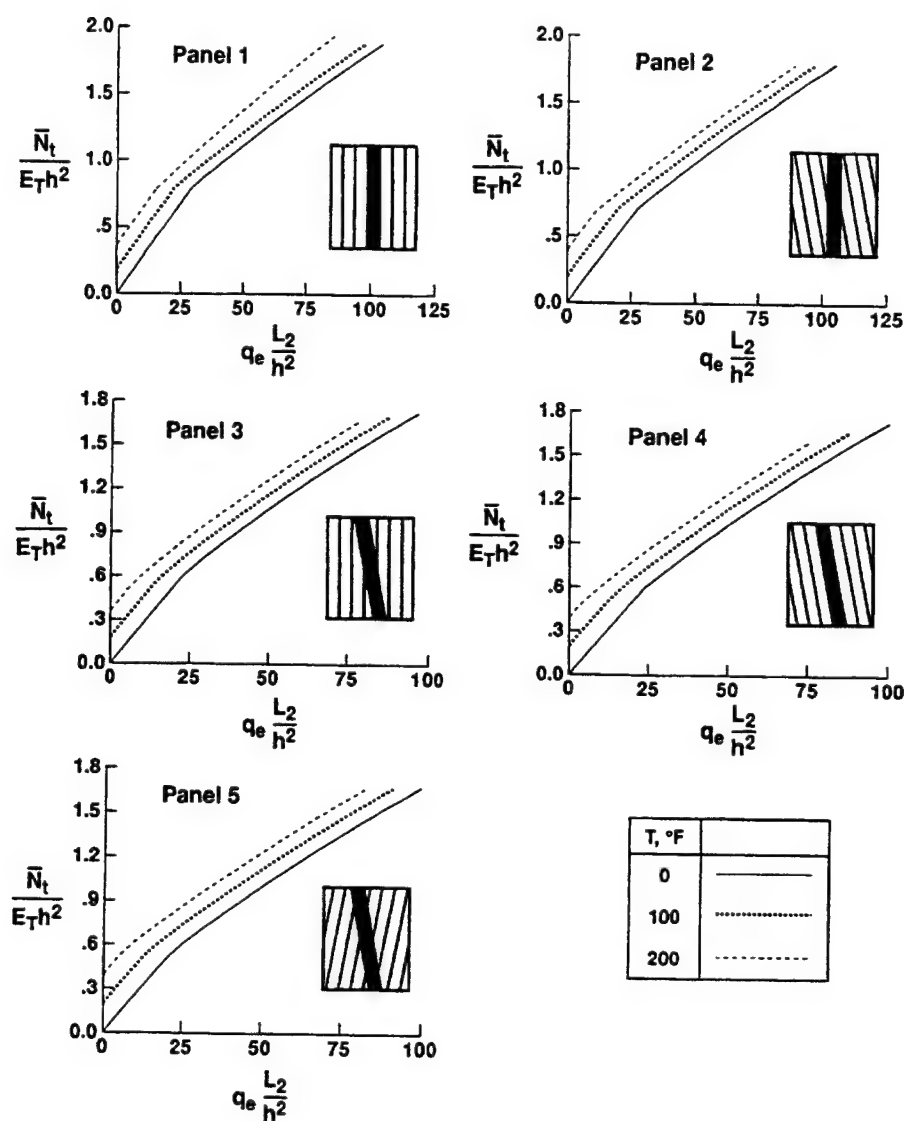 Panel 1
2.0
1.5
1.0
.5
0.0
N̄t
ETh²
0 25 50 75 100 125
qe L2
h²
Panel 2
2.0
1.5
1.0
.5
0.0
N̄t
ETh²
0 25 50 75 100 125
qe L2
h²
Panel 3
1.8
1.5
1.2
.9
.6
.3
0.0
N̄t
ETh²
0 25 50 75 100
qe L2
h²
Panel 4
1.8
1.5
1.2
.9
.6
.3
0.0
N̄t
ETh²
0 25 50 75 100
qe L2
h²
Panel 5
1.8
1.5
1.2
.9
.6
.3
0.0
N̄t
ETh²
0 25 50 75 100
qe L2
h²
T, °F
0
100
200